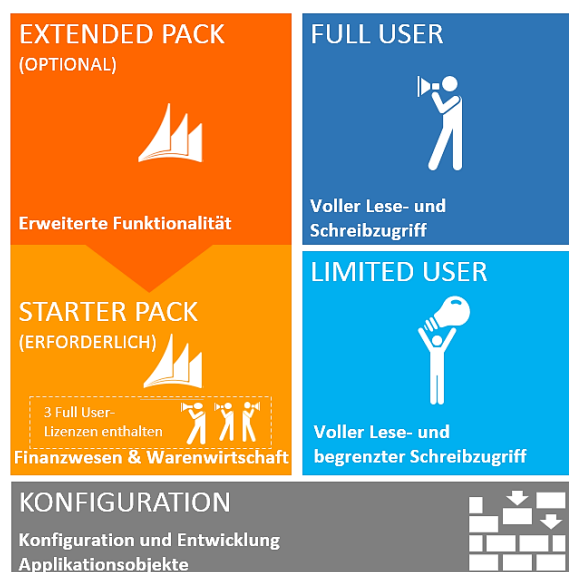 EXTENDED PACK
(OPTIONAL)
Erweiterte Funktionalität
FULL USER
Voller Lese- und
Schreibzugriff
STARTER PACK
(ERFORDERLICH)
3 Full User-
Lizenzen enthalten
Finanzwesen & Warenwirtschaft
LIMITED USER
Voller Lese- und
begrenzter Schreibzugriff
KONFIGURATION
Konfiguration und Entwicklung
Applikationsobjekte